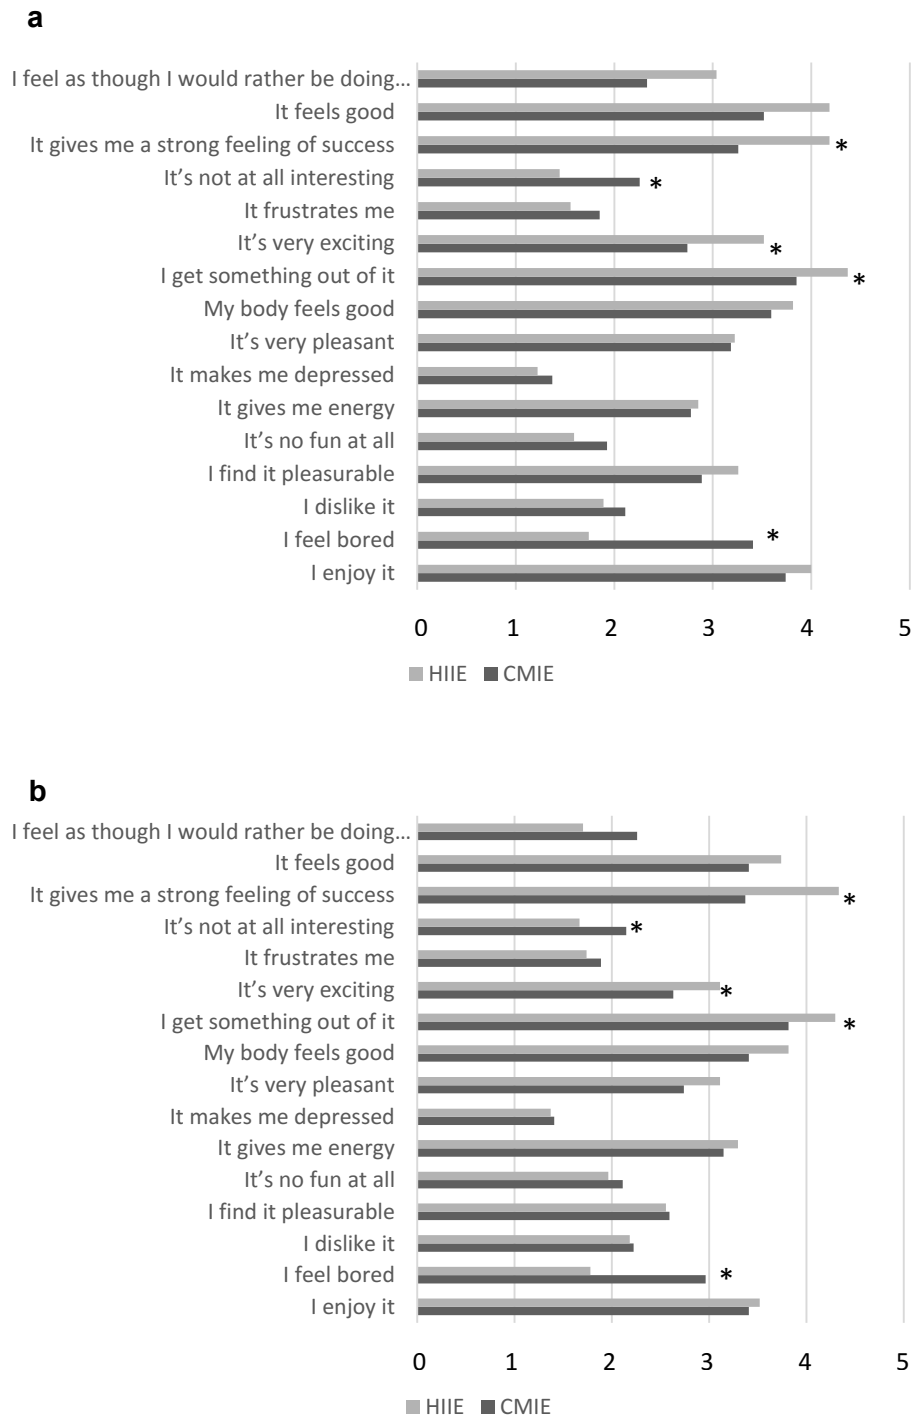 a
I feel as though I would rather be doing...
It feels good
It gives me a strong feeling of success
*
It’s not at all interesting
*
It frustrates me
It’s very exciting
*
I get something out of it
*
My body feels good
It’s very pleasant
It makes me depressed
It gives me energy
It’s no fun at all
I find it pleasurable
I dislike it
I feel bored
*
I enjoy it
0 1 2 3 4 5
HIIE CMIE
b
I feel as though I would rather be doing...
It feels good
It gives me a strong feeling of success
*
It’s not at all interesting
*
It frustrates me
It’s very exciting
*
I get something out of it
*
My body feels good
It’s very pleasant
It makes me depressed
It gives me energy
It’s no fun at all
I find it pleasurable
I dislike it
I feel bored
*
I enjoy it
0 1 2 3 4 5
HIIE CMIE